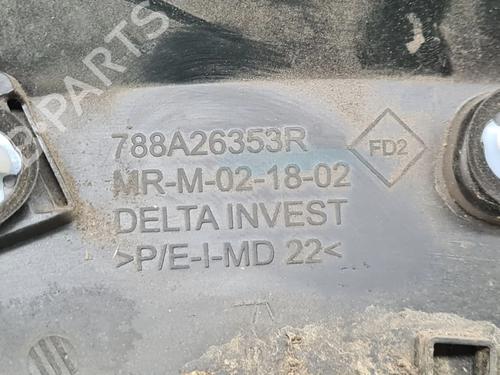 788A26353R
FD2
MR-M-02-18-02
DELTA INVEST
>P/E-I-MD 22<
B-PARTS